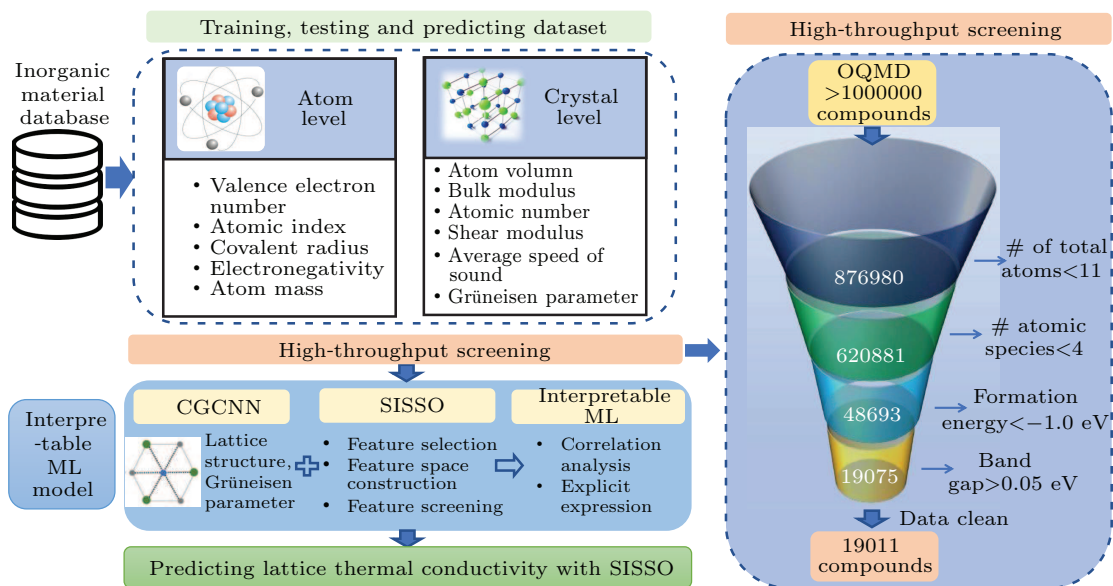 Training, testing and predicting dataset
Inorganic
material
database
Atom
level
• Valence electron
number
• Atomic index
• Covalent radius
• Electronegativity
• Atom mass
Crystal
level
• Atom volumn
• Bulk modulus
• Atomic number
• Shear modulus
• Average speed of
sound
• Grüneisen parameter
High-throughput screening
Interpre
-table
ML
model
CGCNN
Lattice
structure,
Grüneisen
parameter
SISSO
• Feature selection
• Feature space
construction
• Feature screening
Interpretable
ML
• Correlation
analysis
• Explicit
expression
Predicting lattice thermal conductivity with SISSO
High-throughput screening
OQMD
>1000000
compounds
876980
# of total
atoms<11
620881
# atomic
species<4
48693
Formation
energy<−1.0 eV
19075
Band
gap>0.05 eV
Data clean
19011
compounds